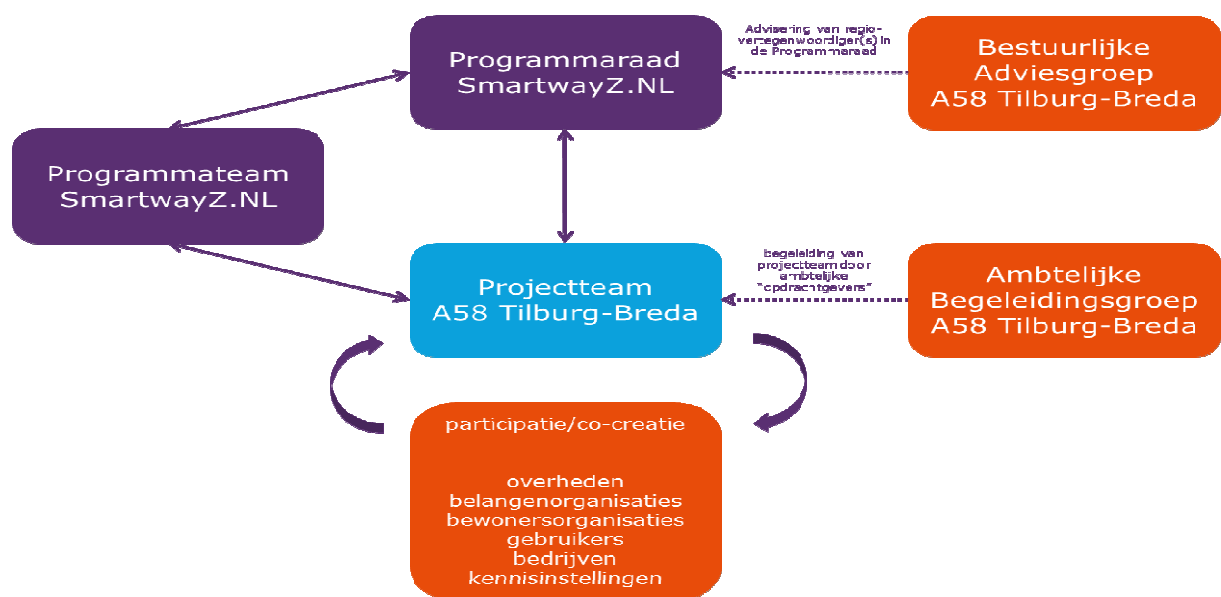 Programmaraad
SmartwayZ.NL
Advisering van regio-
vertegenwoordiger(s) in
de Programmaraad
Bestuurlijke
Adviesgroep
A58 Tilburg-Breda
Programmateam
SmartwayZ.NL
Projectteam
A58 Tilburg-Breda
begeleiding van
projectteam door
ambtelijke
"opdrachtgevers"
Ambtelijke
Begeleidingsgroep
A58 Tilburg-Breda
participatie/co-creatie
overheden
belangenorganisaties
bewonersorganisaties
gebruikers
bedrijven
kennisinstellingen